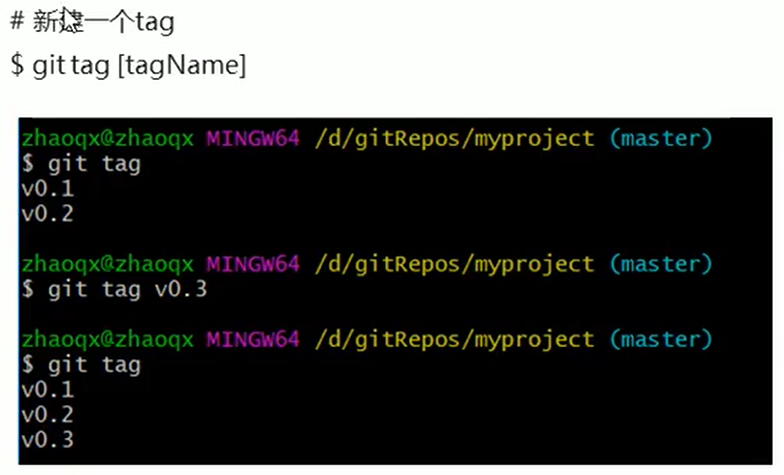 # 新建一个tag
$ git tag [tagName]
zhaoqx@zhaoqx MINGW64 /d/gitRepos/myproject (master)
$ git tag
v0.1
v0.2
zhaoqx@zhaoqx MINGW64 /d/gitRepos/myproject (master)
$ git tag v0.3
zhaoqx@zhaoqx MINGW64 /d/gitRepos/myproject (master)
$ git tag
v0.1
v0.2
v0.3